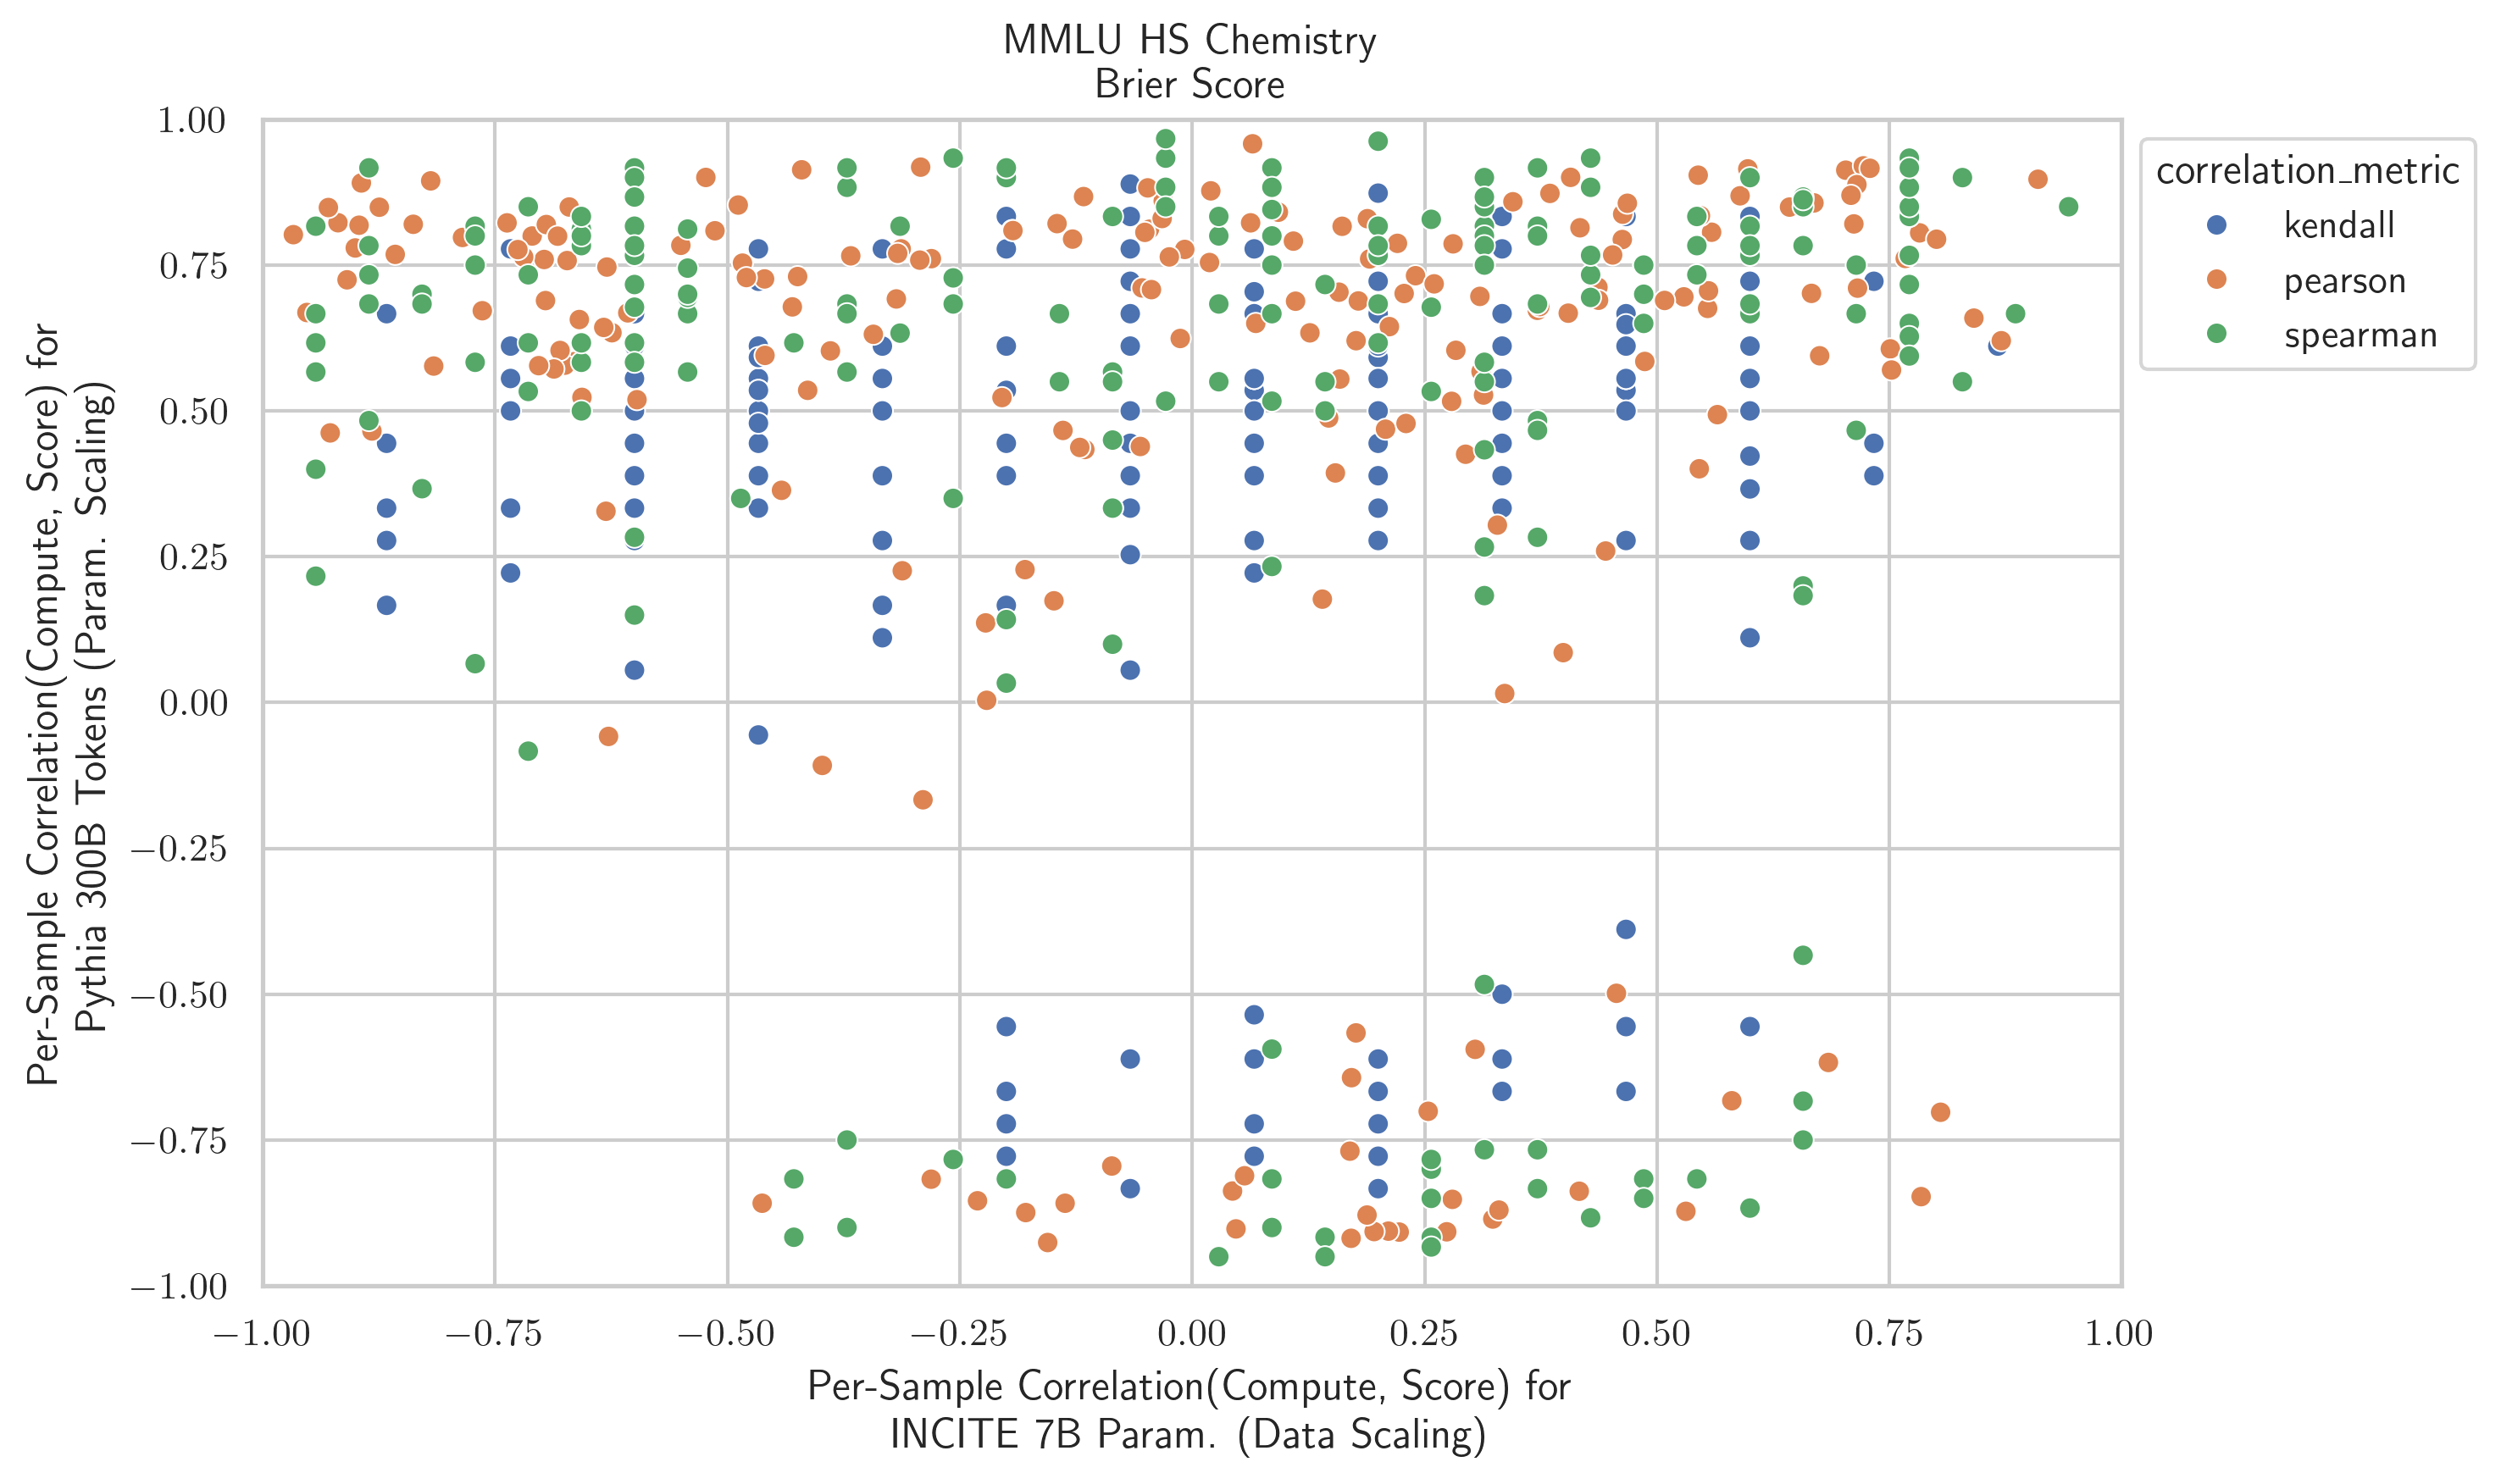 MMLU HS Chemistry
Brier Score
Per-Sample Correlation(Compute, Score) for
Pythia 300B Tokens (Param. Scaling)
1.00
0.75
0.50
0.25
0.00
−0.25
−0.50
−0.75
−1.00
−1.00 −0.75 −0.50 −0.25 0.00 0.25 0.50 0.75 1.00
Per-Sample Correlation(Compute, Score) for
INCITE 7B Param. (Data Scaling)
correlation_metric
kendall
pearson
spearman